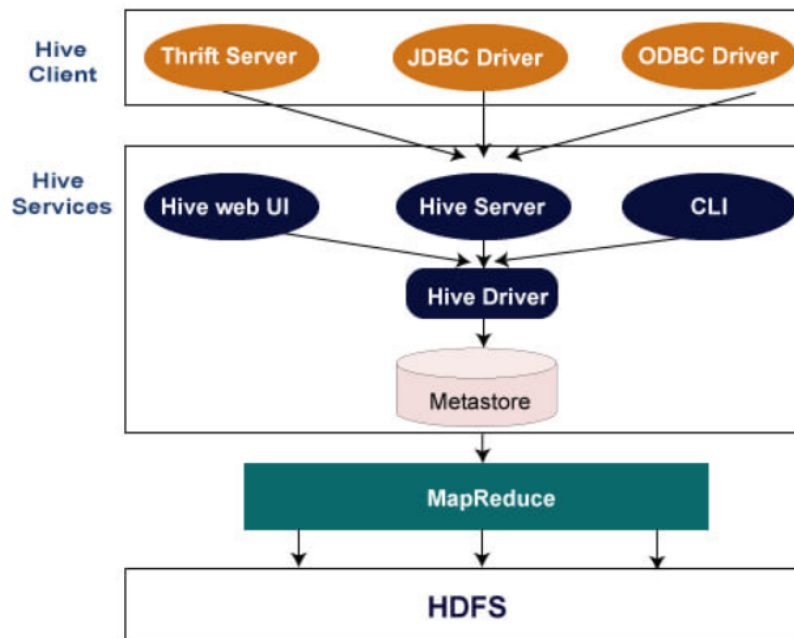 Hive
Client
Thrift Server
JDBC Driver
ODBC Driver
Hive
Services
Hive web UI
Hive Server
CLI
Hive Driver
Metastore
MapReduce
HDFS